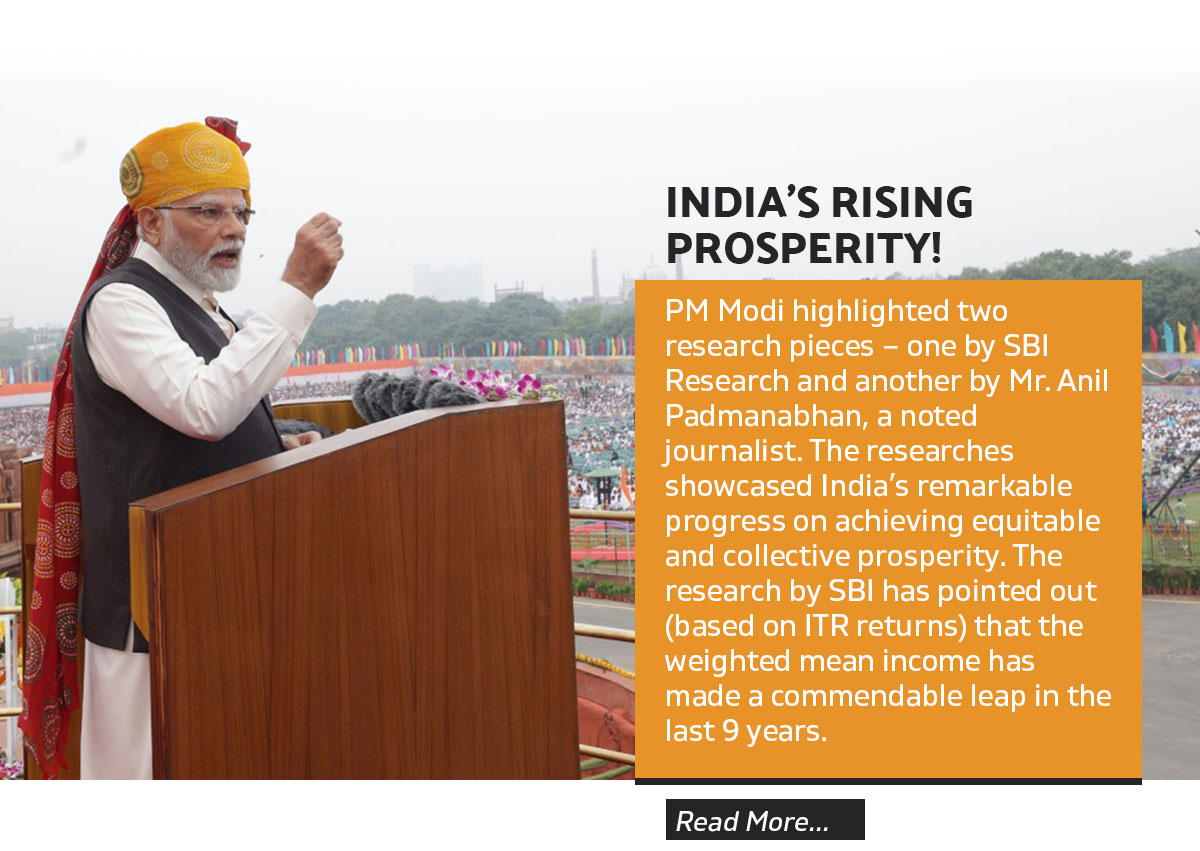 INDIA’S RISING
PROSPERITY!
PM Modi highlighted two
research pieces – one by SBI
Research and another by Mr. Anil
Padmanabhan, a noted
journalist. The researches
showcased India’s remarkable
progress on achieving equitable
and collective prosperity. The
research by SBI has pointed out
(based on ITR returns) that the
weighted mean income has
made a commendable leap in the
last 9 years.
Read More...